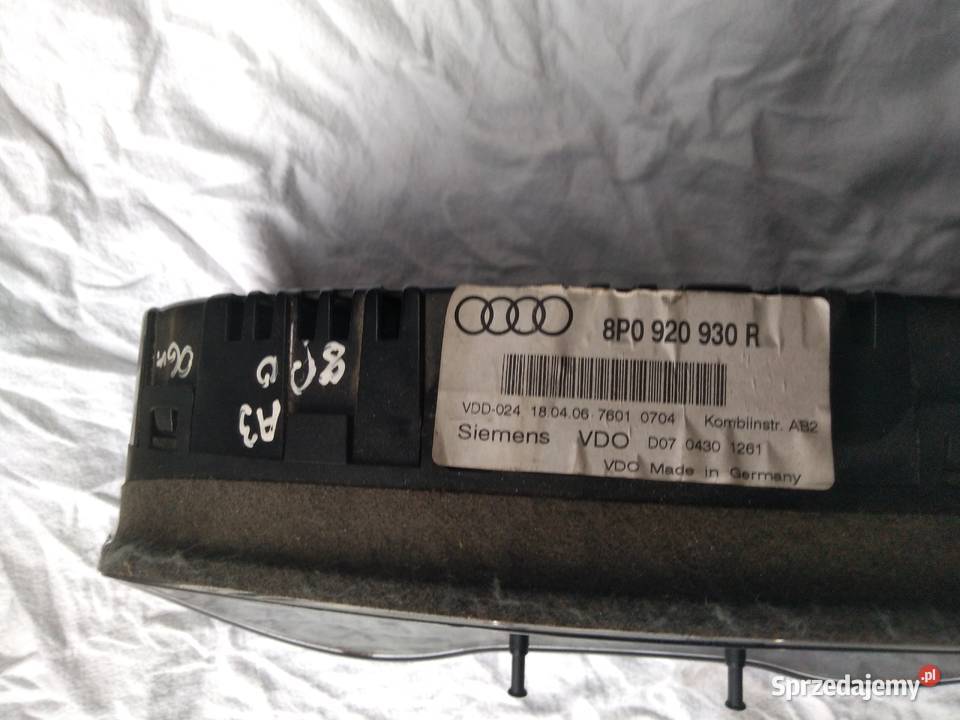 8P0 920 930 R
VDD-024 18.04.06 7601 0704 Kombiinstr. AB2
Siemens VDO D07 0430 1261
VDO Made in Germany
A3
Sprzedajemy.pl